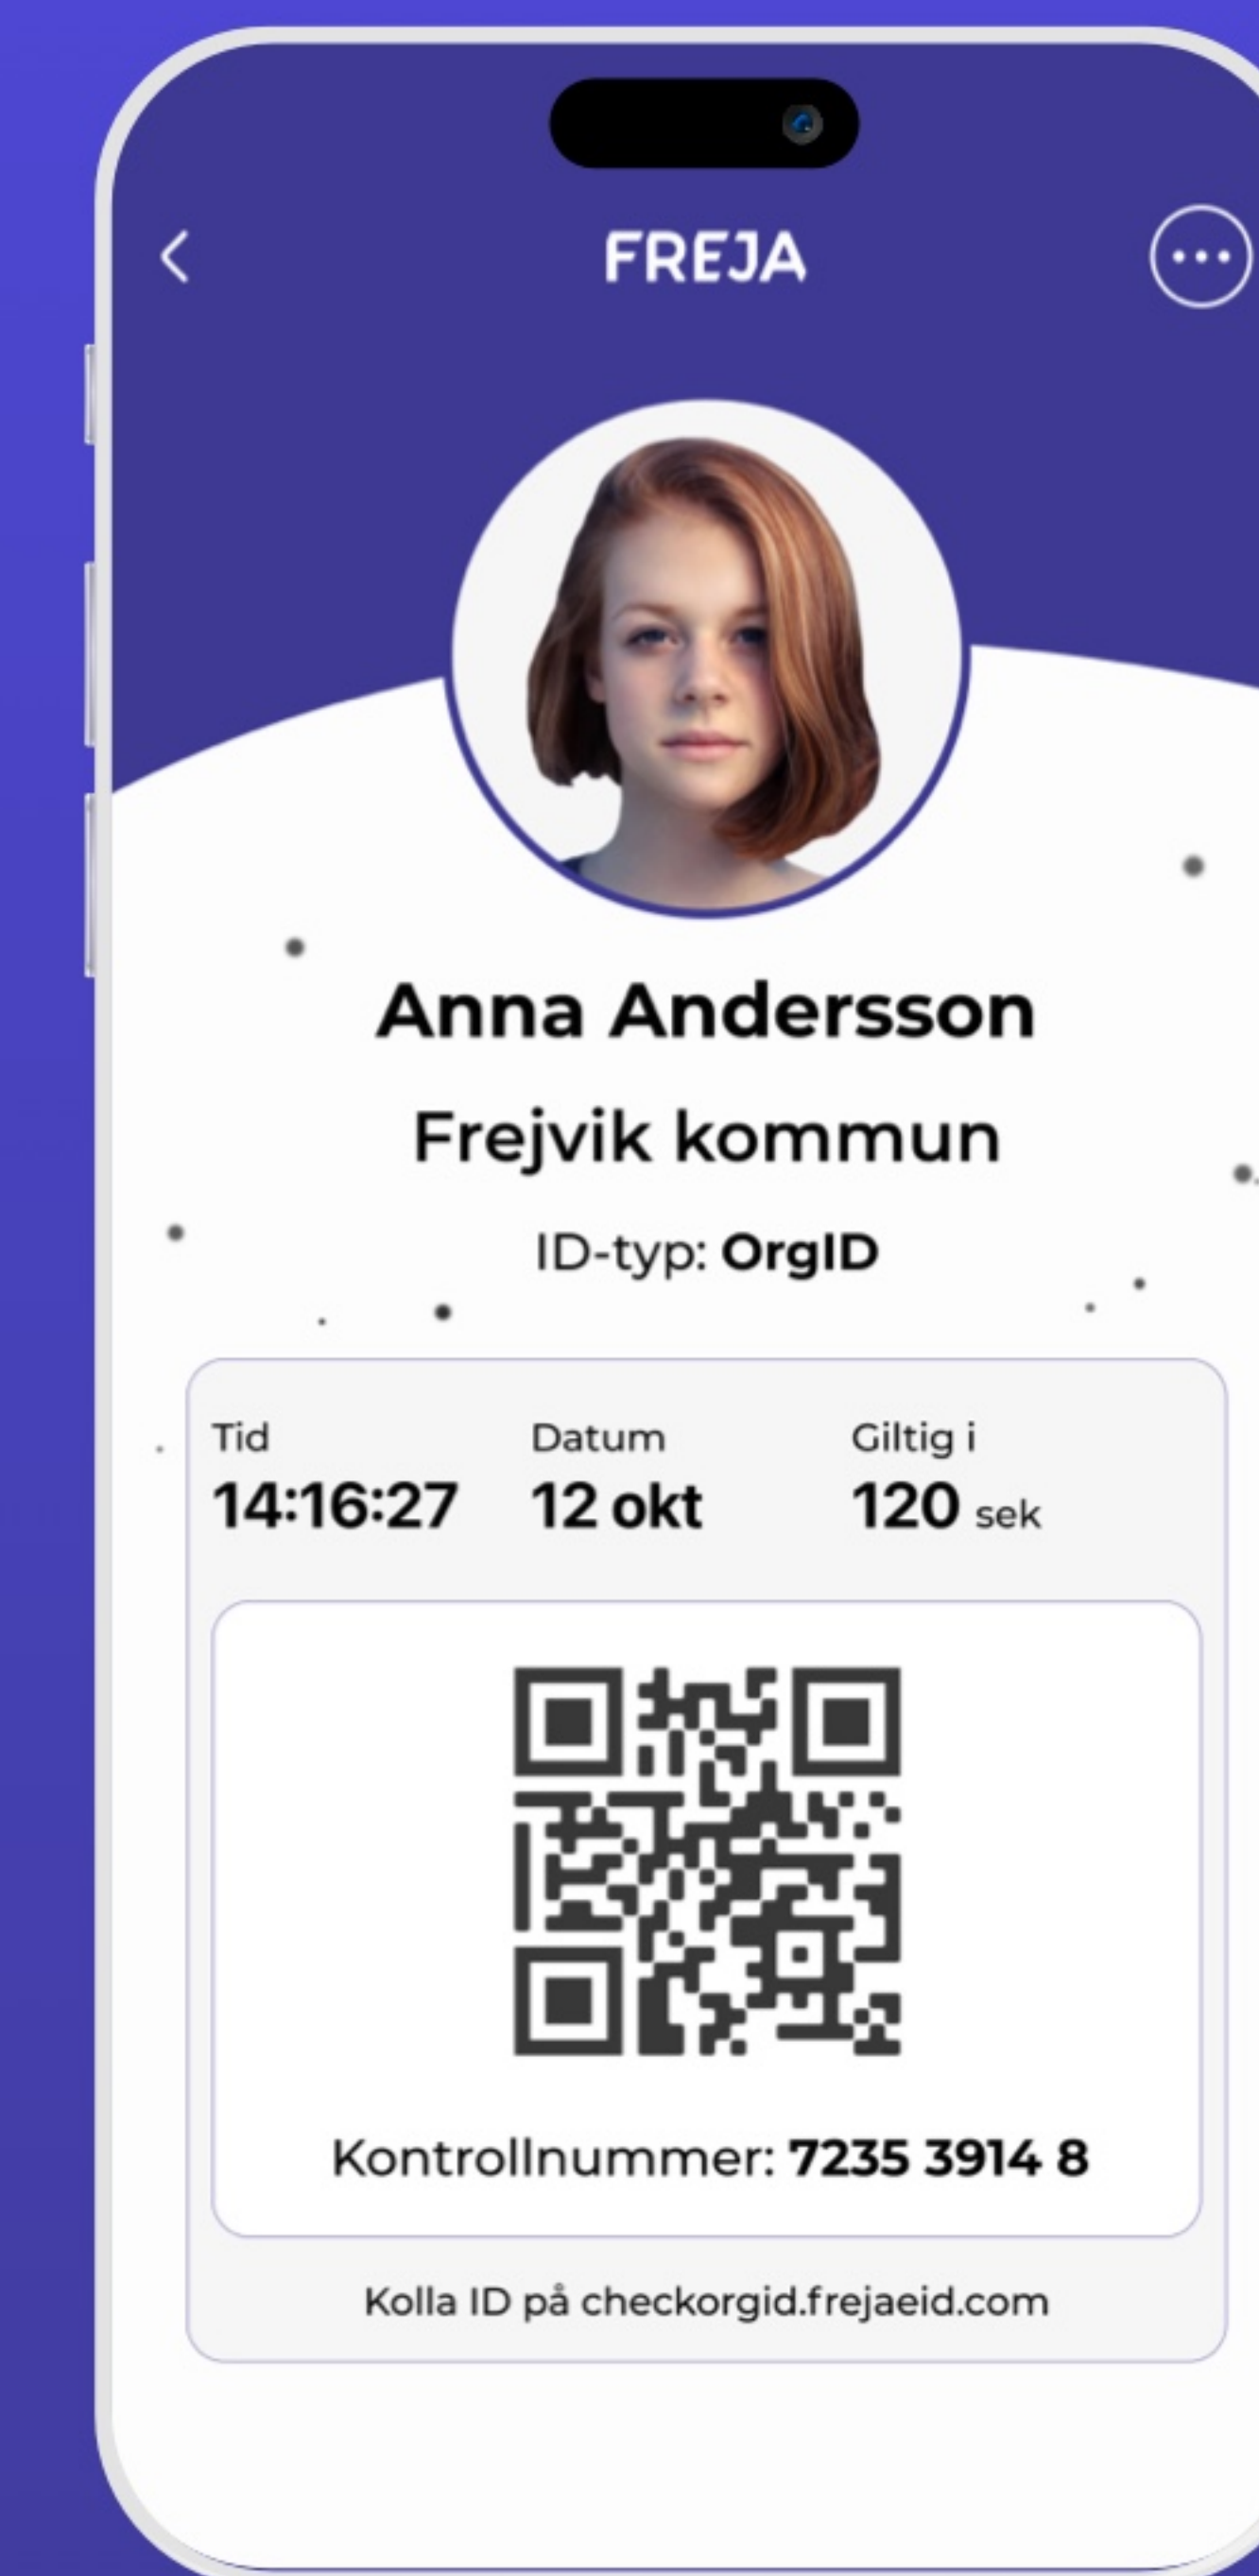 FREJA
Anna Andersson
Frejvik kommun
ID-typ: OrgID
Tid Datum Giltig i
14:16:27 12 okt 120 sek
Kontrollnummer: 7235 3914 8
Kolla ID på checkorgid.frejaeid.com